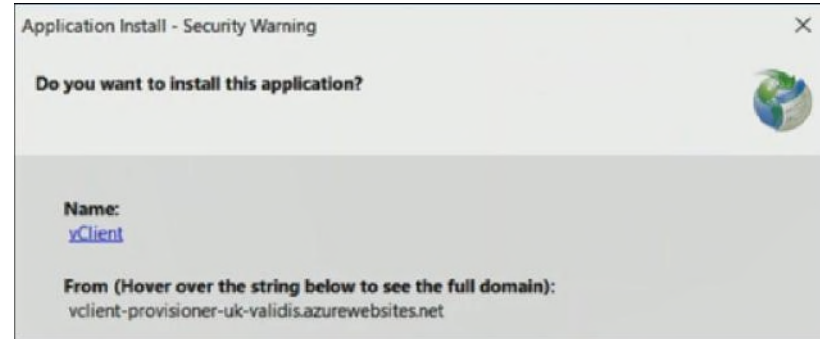 Application Install - Security Warning
Do you want to install this application?
Name:
vClient
From (Hover over the string below to see the full domain):
vclient-provisioner-uk-validis.azurewebsites.net